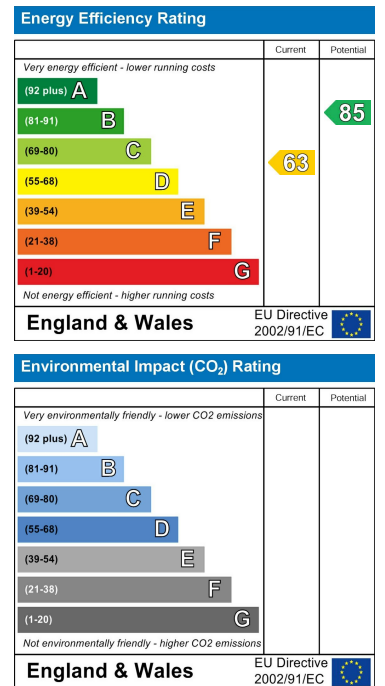 Energy Efficiency Rating
Current Potential
Very energy efficient - lower running costs
(92 plus) A
(81-91) B
85
(69-80) C
63
(55-68) D
(39-54) E
(21-38) F
(1-20) G
Not energy efficient - higher running costs
England & Wales
EU Directive
2002/91/EC
Environmental Impact (CO₂) Rating
Current Potential
Very environmentally friendly - lower CO2 emissions
(92 plus) A
(81-91) B
(69-80) C
(55-68) D
(39-54) E
(21-38) F
(1-20) G
Not environmentally friendly - higher CO2 emissions
England & Wales
EU Directive
2002/91/EC